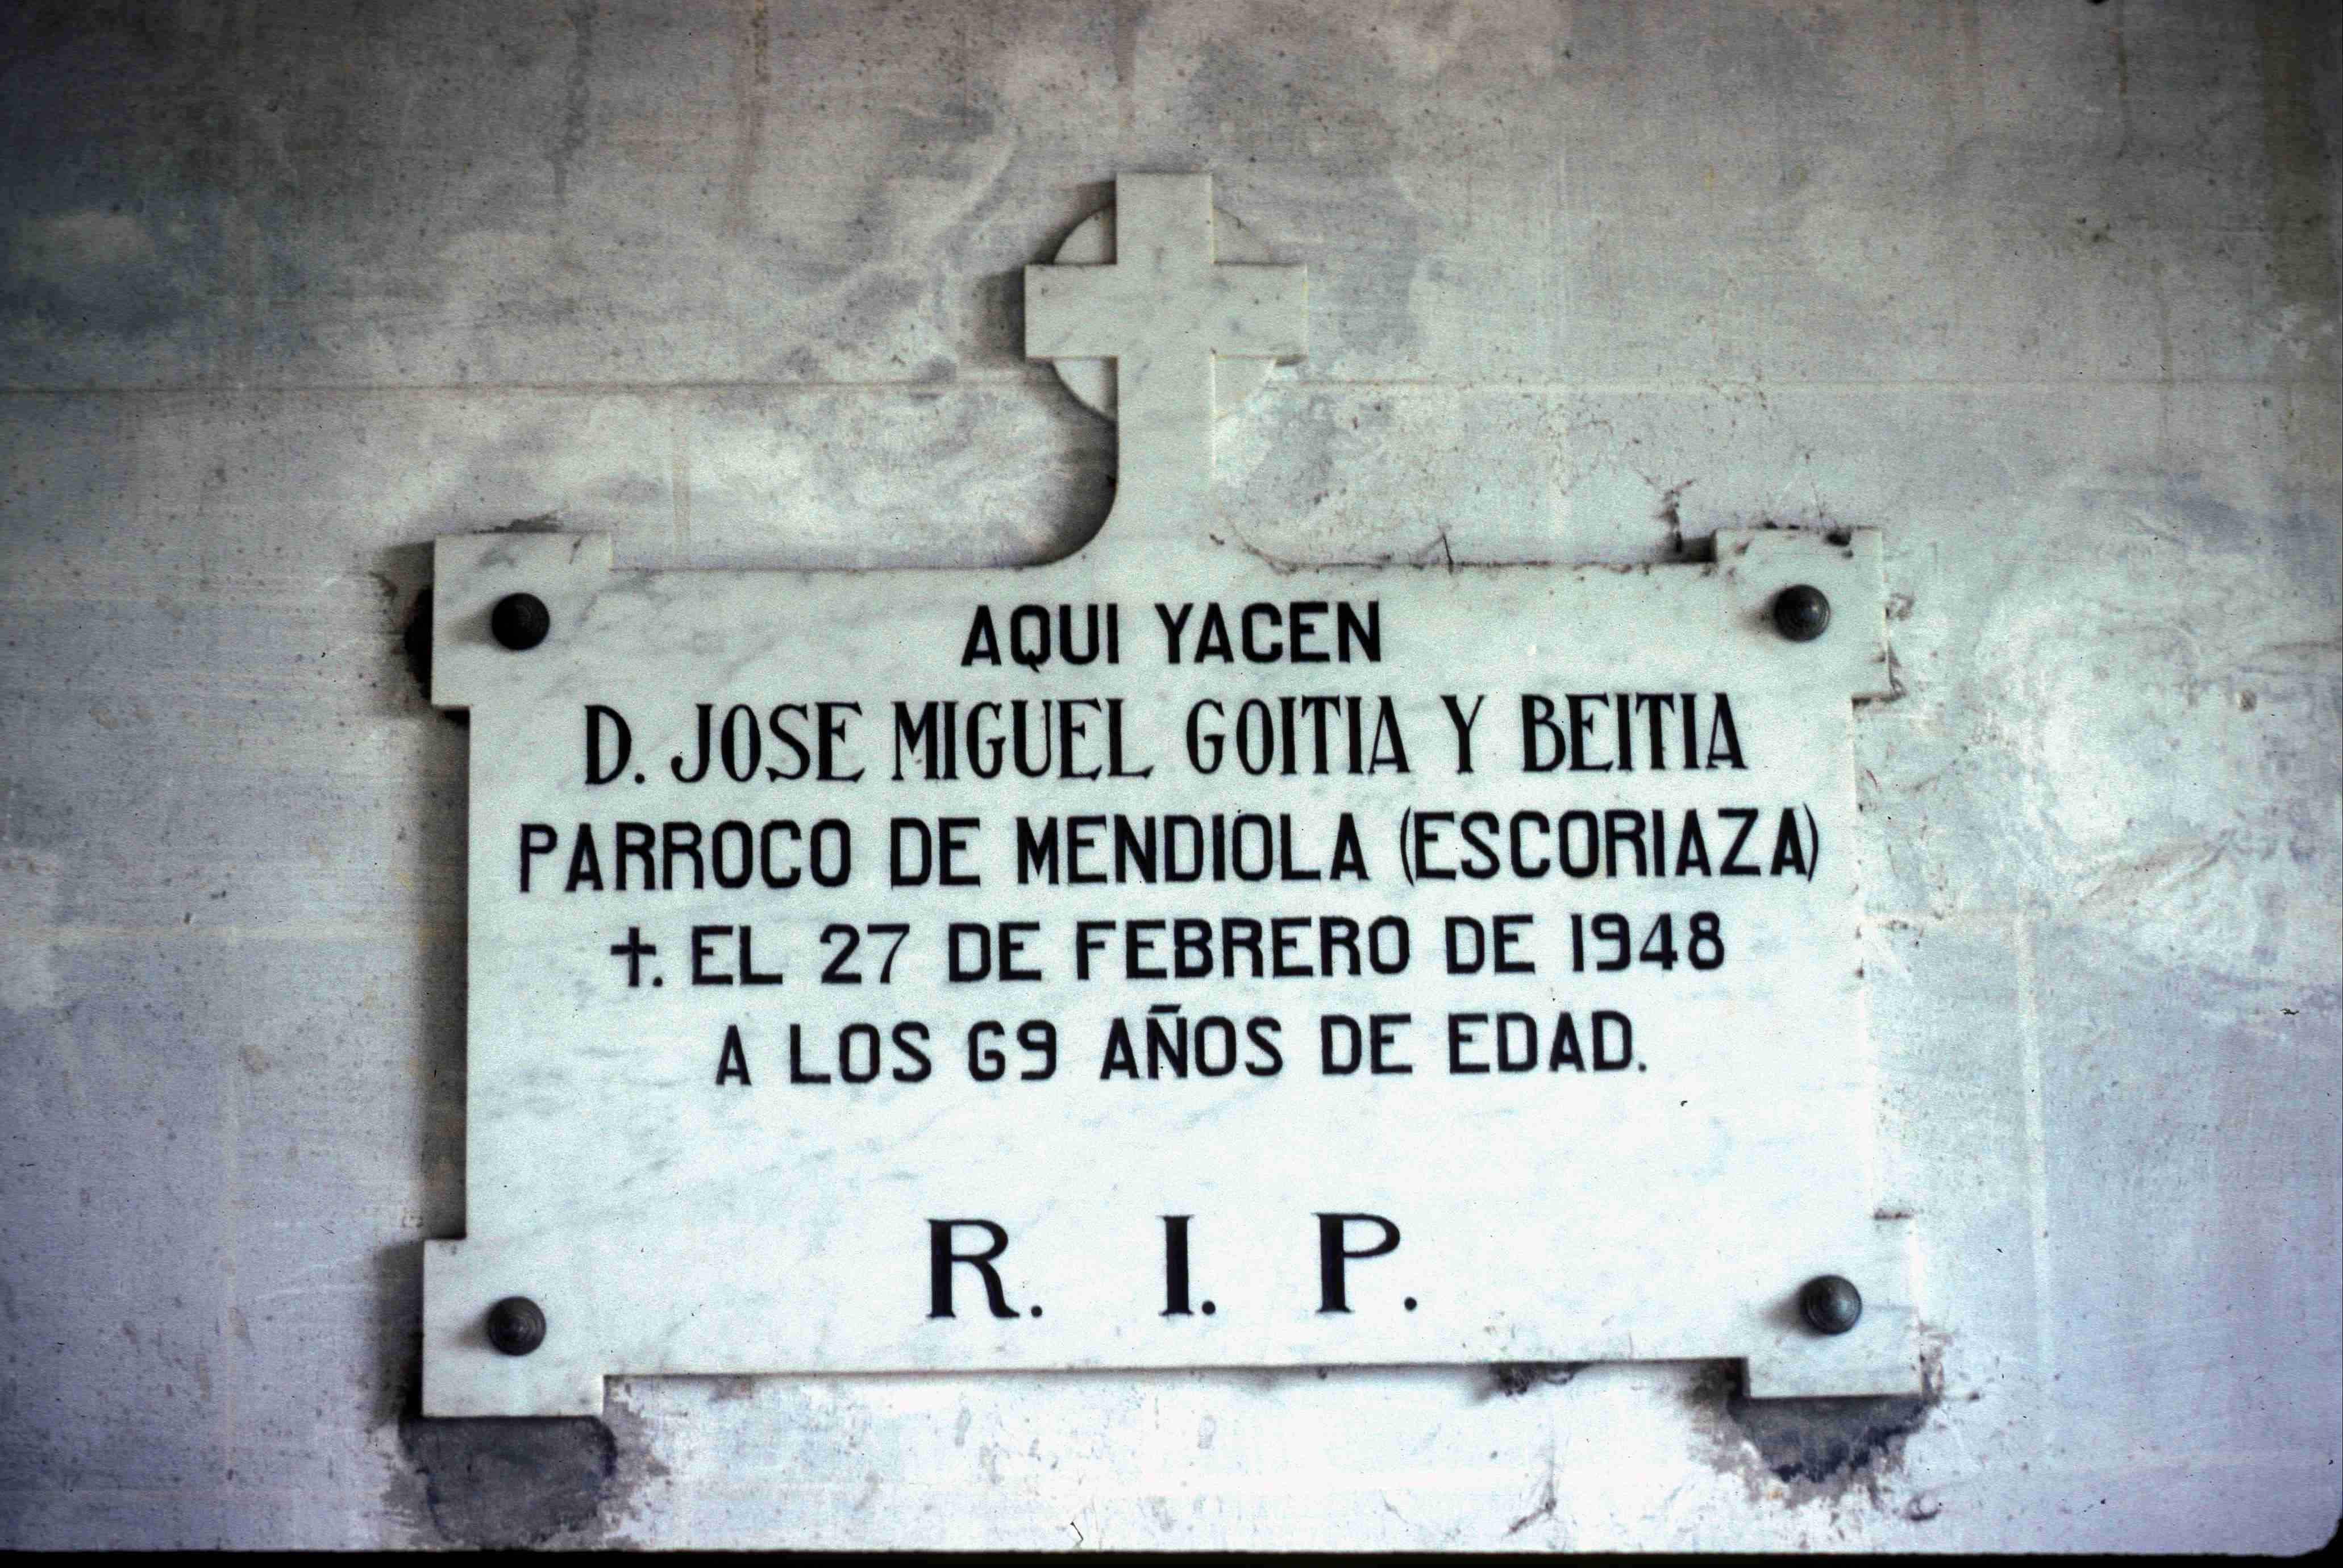 AQUI YACEN
D. JOSE MIGUEL GOITIA Y BEITIA
PARROCO DE MENDIOLA (ESCORIAZA)
✝. EL 27 DE FEBRERO DE 1948
A LOS 69 AÑOS DE EDAD.
R. I. P.